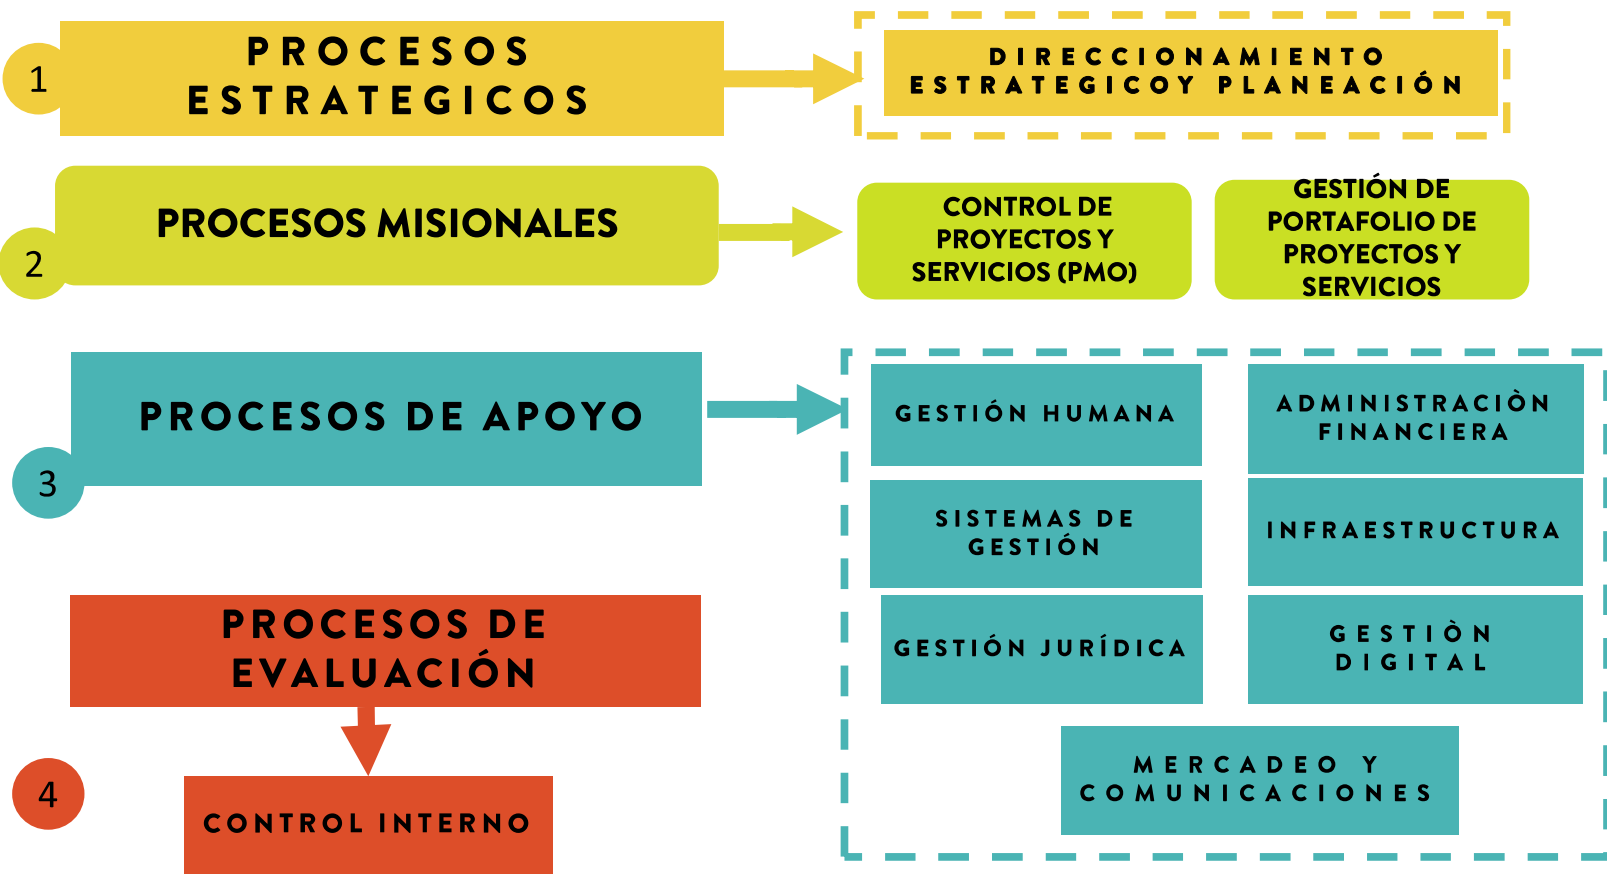 1
PROCESOS
ESTRATEGICOS
DIRECCIONAMIENTO
ESTRATEGICOY PLANEACIÓN
2
PROCESOS MISIONALES
CONTROL DE
PROYECTOS Y
SERVICIOS (PMO)
GESTIÓN DE
PORTAFOLIO DE
PROYECTOS Y
SERVICIOS
3
PROCESOS DE APOYO
GESTIÓN HUMANA
ADMINISTRACIÒN
FINANCIERA
SISTEMAS DE
GESTIÓN
INFRAESTRUCTURA
GESTIÓN JURÍDICA
GESTIÒN
DIGITAL
MERCADEO Y
COMUNICACIONES
4
PROCESOS DE
EVALUACIÓN
CONTROL INTERNO